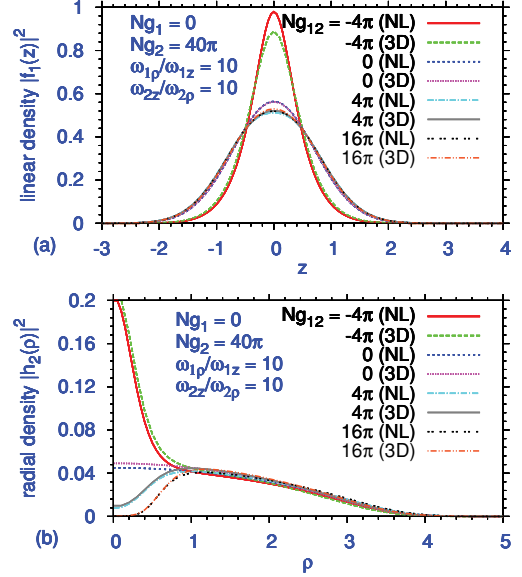 1
0.8
0.6
0.4
0.2
0
linear density |f₁(z)|²
Ng₁ = 0
Ng₂ = 40π
ω₁ρ/ω₁z = 10
ω₂z/ω₂ρ = 10
Ng₁₂ = -4π (NL)
-4π (3D)
0 (NL)
0 (3D)
4π (NL)
4π (3D)
16π (NL)
16π (3D)
-3 -2 -1 0 1 2 3 4
(a)
z
0.2
0.16
0.12
0.08
0.04
0
radial density |h₂(ρ)|²
Ng₁ = 0
Ng₂ = 40π
ω₁ρ/ω₁z = 10
ω₂z/ω₂ρ = 10
Ng₁₂ = -4π (NL)
-4π (3D)
0 (NL)
0 (3D)
4π (NL)
4π (3D)
16π (NL)
16π (3D)
0 1 2 3 4 5
(b)
ρ